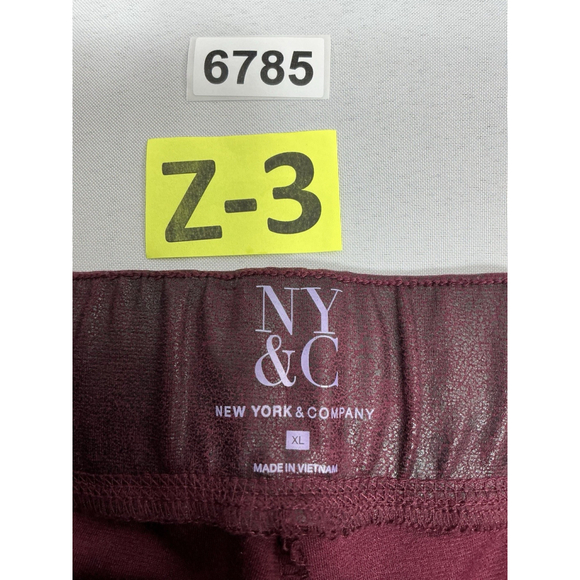 6785
Z-3
NY
&C
NEW YORK & COMPANY
XL
MADE IN VIETNAM